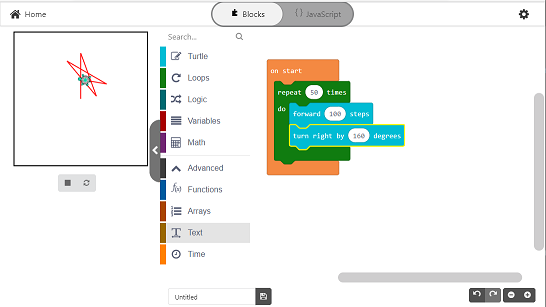 Home
Blocks
{} JavaScript
Search...
Turtle
Loops
Logic
Variables
Math
Advanced
f(x) Functions
Arrays
Text
Time
on start
repeat 50 times
do
forward 100 steps
turn right by 160 degrees
Untitled